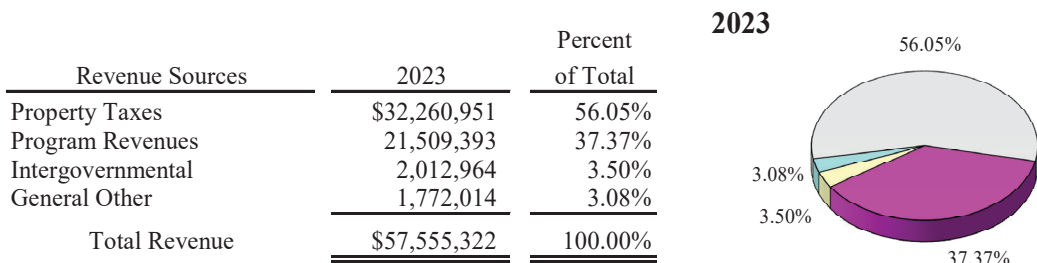 2023
Percent
Revenue Sources 2023 of Total
Property Taxes $32,260,951 56.05%
Program Revenues 21,509,393 37.37%
Intergovernmental 2,012,964 3.50%
General Other 1,772,014 3.08%
Total Revenue $57,555,322 100.00%
56.05%
3.08%
3.50%
37.37%